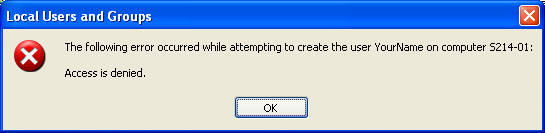 Local Users and Groups
The following error occurred while attempting to create the user YourName on computer S214-01:
Access is denied.
OK